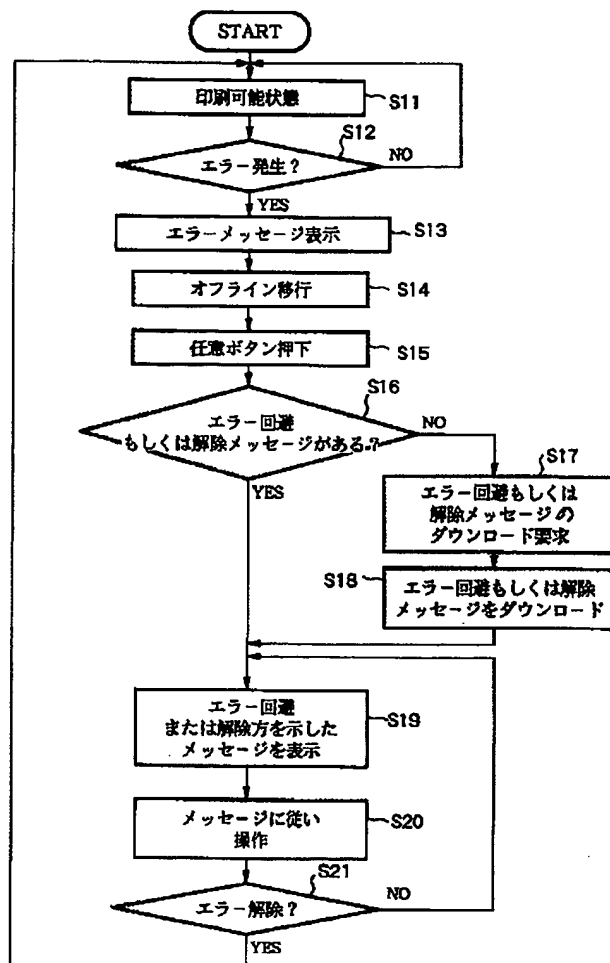 START
印刷可能状態
S11
S12
エラー発生？
NO
YES
エラーメッセージ表示
S13
オフライン移行
S14
任意ボタン押下
S15
S16
エラー回避
もしくは解除メッセージがある？
NO
YES
S17
エラー回避もしくは
解除メッセージの
ダウンロード要求
S18
エラー回避もしくは解除
メッセージをダウンロード
エラー回避
または解除方を示した
メッセージを表示
S19
メッセージに従い
操作
S20
S21
エラー解除？
NO
YES